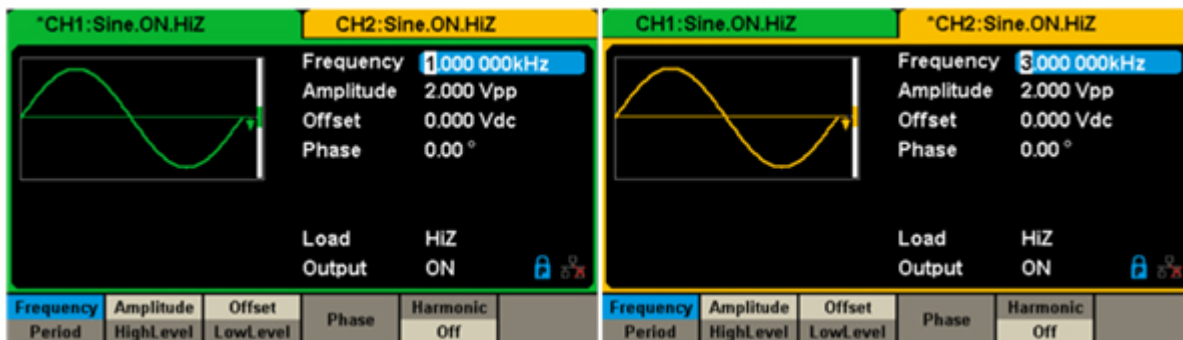 *CH1:Sine.ON.HiZ CH2:Sine.ON.HiZ
Frequency 1.000 000kHz
Amplitude 2.000 Vpp
Offset 0.000 Vdc
Phase 0.00 °
Load HiZ
Output ON
Frequency Amplitude Offset Phase Harmonic
Period HighLevel LowLevel Off
CH1:Sine.ON.HiZ *CH2:Sine.ON.HiZ
Frequency 3.000 000kHz
Amplitude 2.000 Vpp
Offset 0.000 Vdc
Phase 0.00 °
Load HiZ
Output ON
Frequency Amplitude Offset Phase Harmonic
Period HighLevel LowLevel Off